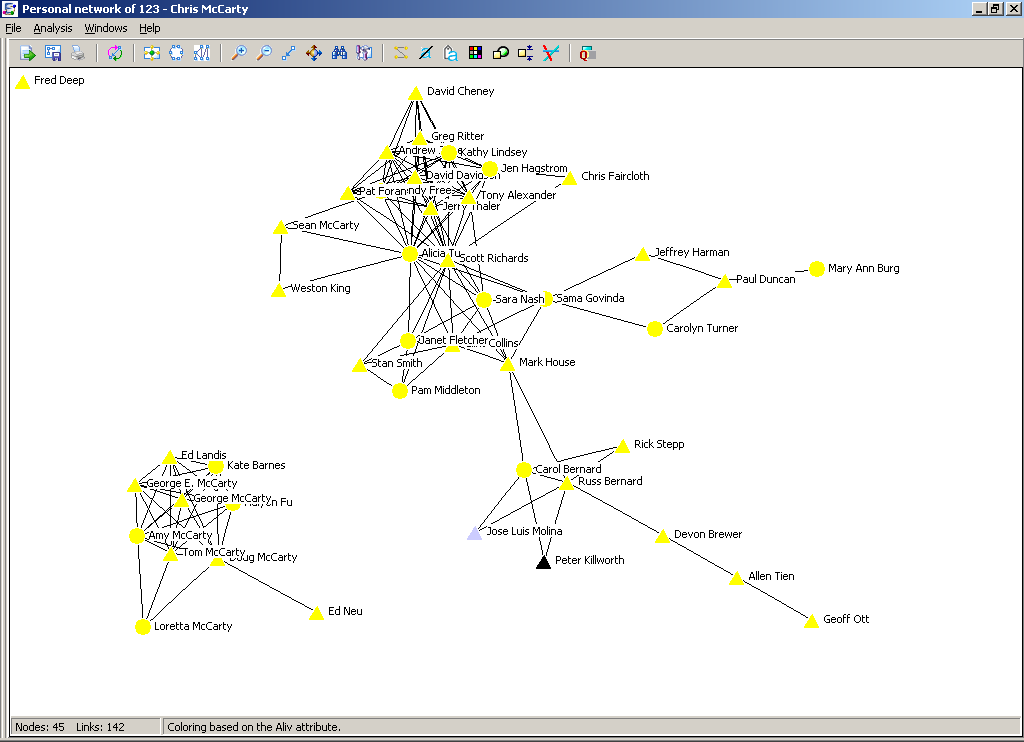 Personal network of 123 - Chris McCarty
File Analysis Windows Help
Fred Deep
David Cheney
Greg Ritter
Andrew
Kathy Lindsey
Jen Hagstrom
David Davidson
Chris Faircloth
Pat Foran
ndy Free
Tony Alexander
Jerry Thaler
Sean McCarty
Alicia Tu
Scott Richards
Jeffrey Harman
Mary Ann Burg
Paul Duncan
Weston King
Sara Nash
Sama Govinda
Carolyn Turner
Janet Fletcher
Collins
Stan Smith
Mark House
Pam Middleton
Rick Stepp
Ed Landis
Kate Barnes
Carol Bernard
Russ Bernard
George E. McCarty
George McCarty
Fu
Jose Luis Molina
Amy McCarty
Devon Brewer
Tom McCarty
Doug McCarty
Peter Killworth
Allen Tien
Ed Neu
Geoff Ott
Loretta McCarty
Nodes: 45 Links: 142 Coloring based on the Aliv attribute.